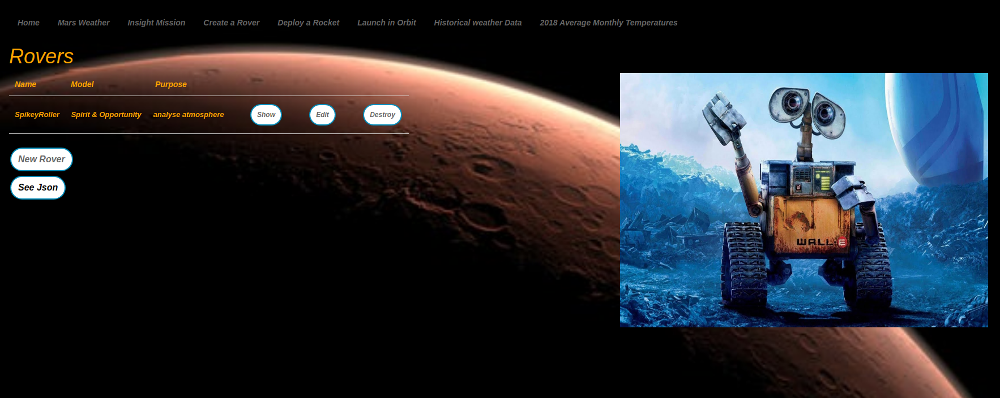 Home Mars Weather Insight Mission Create a Rover Deploy a Rocket Launch in Orbit Historical weather Data 2018 Average Monthly Temperatures
Rovers
Name Model Purpose
SpikeyRoller Spirit & Opportunity analyse atmosphere Show Edit Destroy
New Rover
See Json
WALL·E